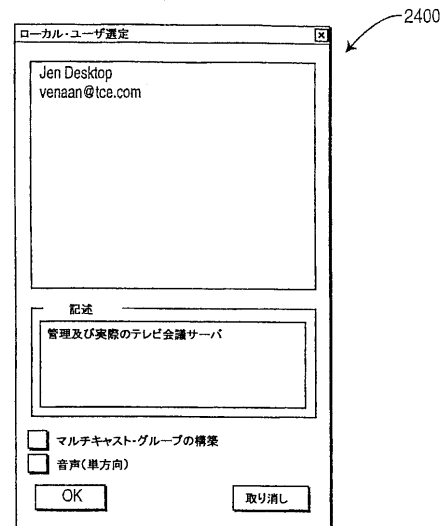 2400
ローカル・ユーザ選定
Jen Desktop
venaan@tce.com
記述
管理及び実際のテレビ会議サーバ
マルチキャスト・グループの構築
音声(単方向)
OK
取り消し